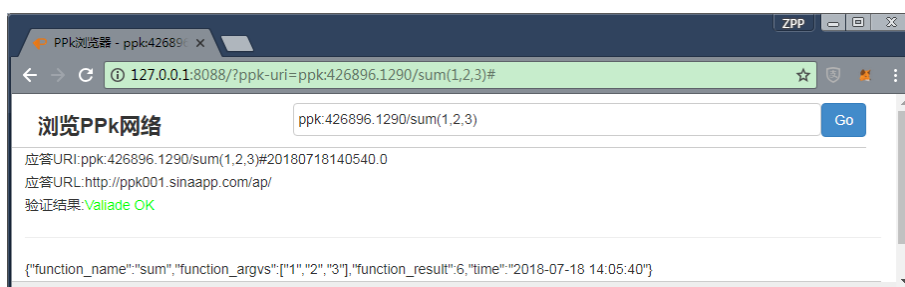 ZPP
PPk浏览器 - ppk:42689
127.0.0.1:8088/?ppk-uri=ppk:426896.1290/sum(1,2,3)#
浏览PPk网络
ppk:426896.1290/sum(1,2,3)
Go
应答URI:ppk:426896.1290/sum(1,2,3)#20180718140540.0
应答URL:http://ppk001.sinaapp.com/ap/
验证结果:Valiade OK
{"function_name":"sum","function_argvs":["1","2","3"],"function_result":6,"time":"2018-07-18 14:05:40"}